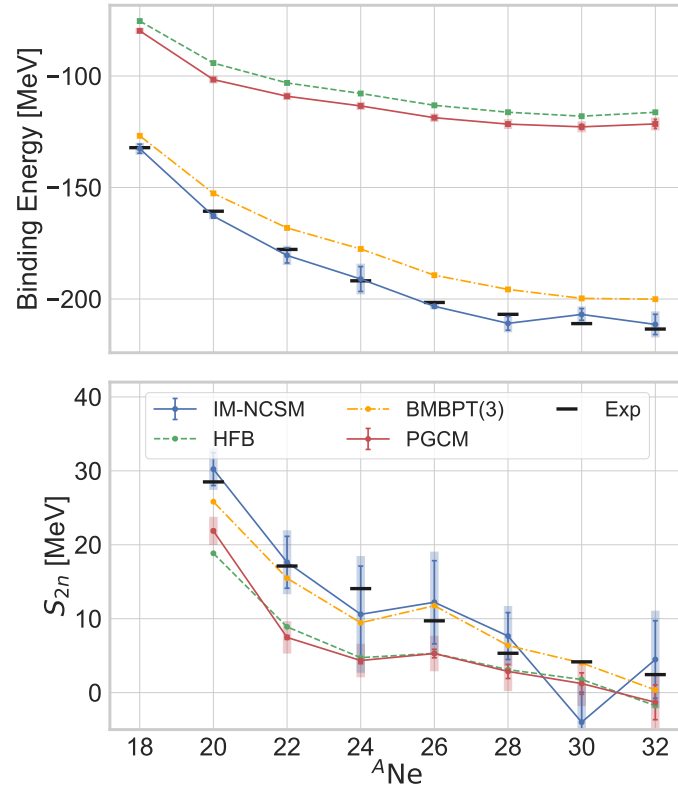 Binding Energy [MeV]
−100
−150
−200
S2n [MeV]
40
30
20
10
0
IM-NCSM
HFB
BMBPT(3)
PGCM
Exp
18 20 22 24 26 28 30 32
ᴬNe